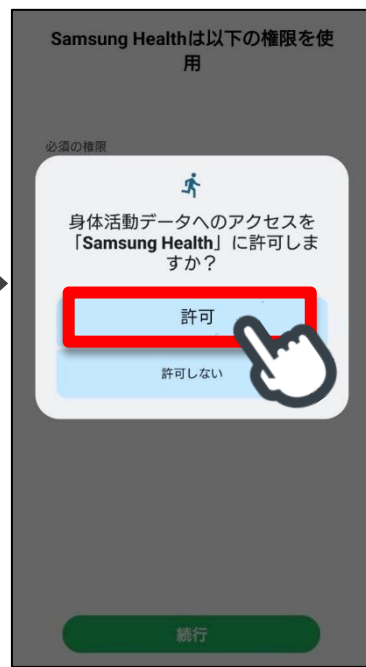 Samsung Healthは以下の権限を使
用
必須の権限
身体活動データへのアクセスを
「Samsung Health」に許可しま
すか？
許可
許可しない
続行